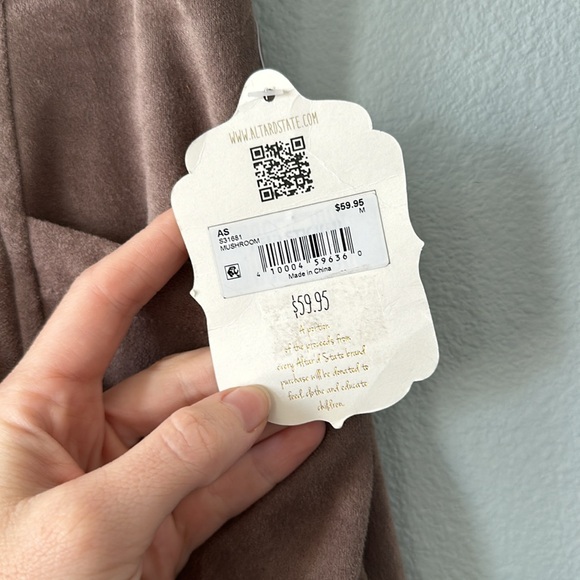 WWW.ALTARDSTATE.COM
AS $59.95
S31681 M
MUSHROOM
4 10004 59636 0
Made in China
$59.95
A portion
of the proceeds from
every Altar'd State brand
purchase will be donated to
feed, clothe and educate
children.